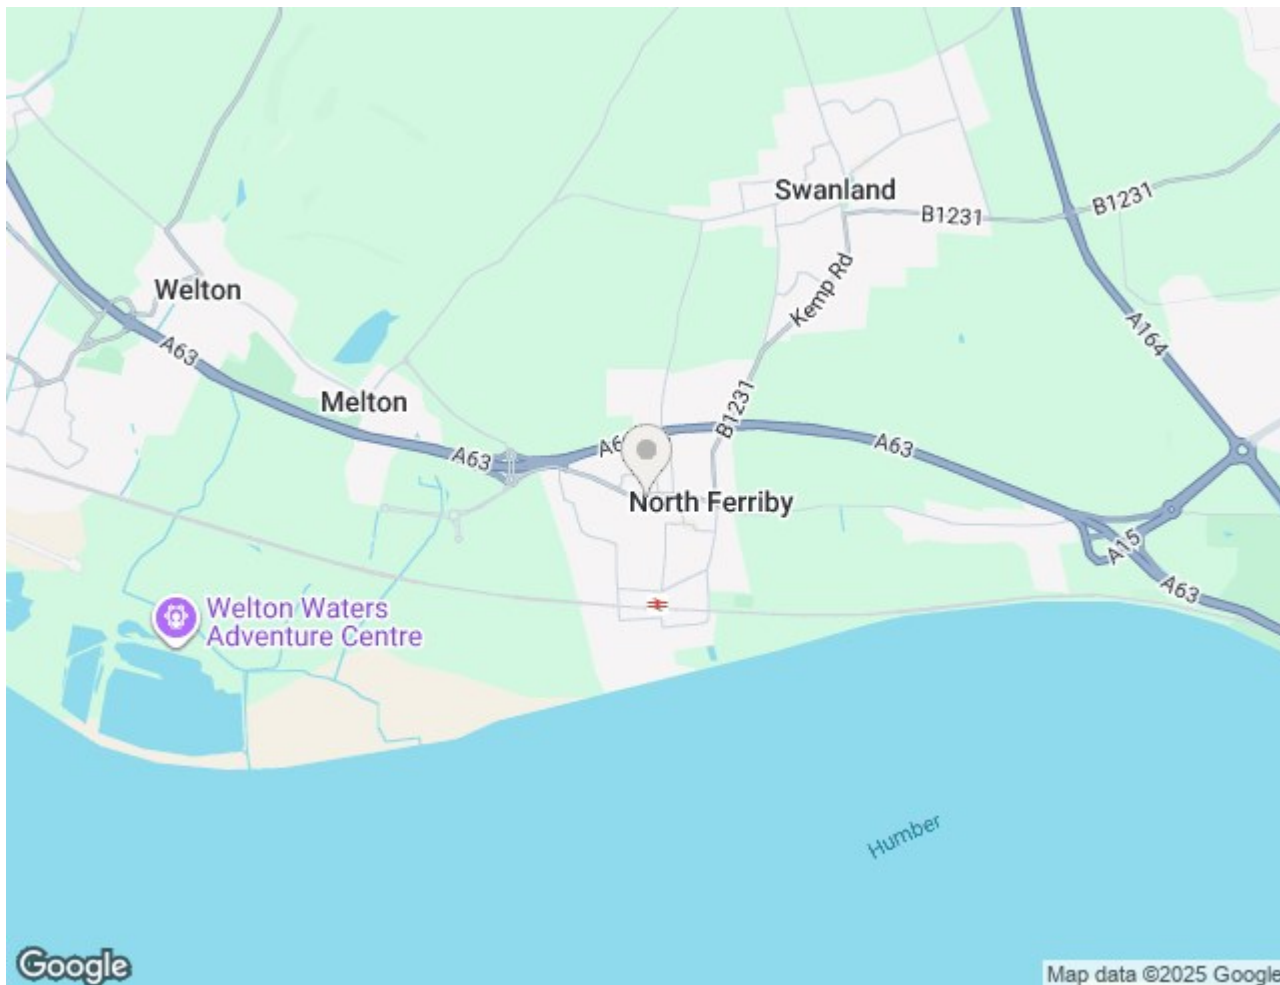 Swanland
B1231
B1231
Kemp Rd
Welton
A63
A164
Melton
B1231
A63
A6
A63
North Ferriby
A15
A63
Welton Waters
Adventure Centre
Humber
Google
Map data ©2025 Google